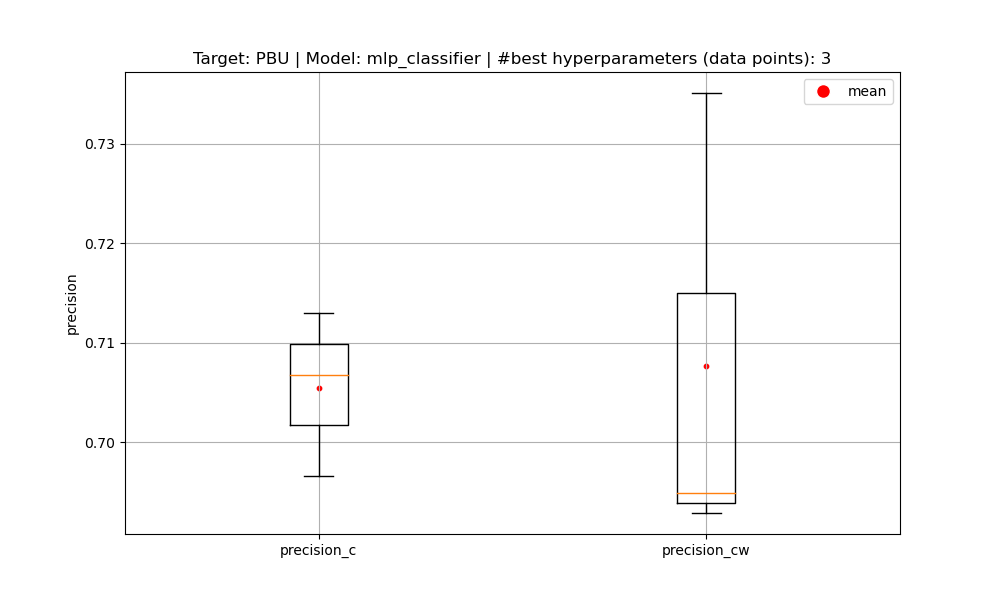 Target: PBU | Model: mlp_classifier | #best hyperparameters (data points): 3
mean
0.73
0.72
0.71
0.70
precision
precision_c
precision_cw